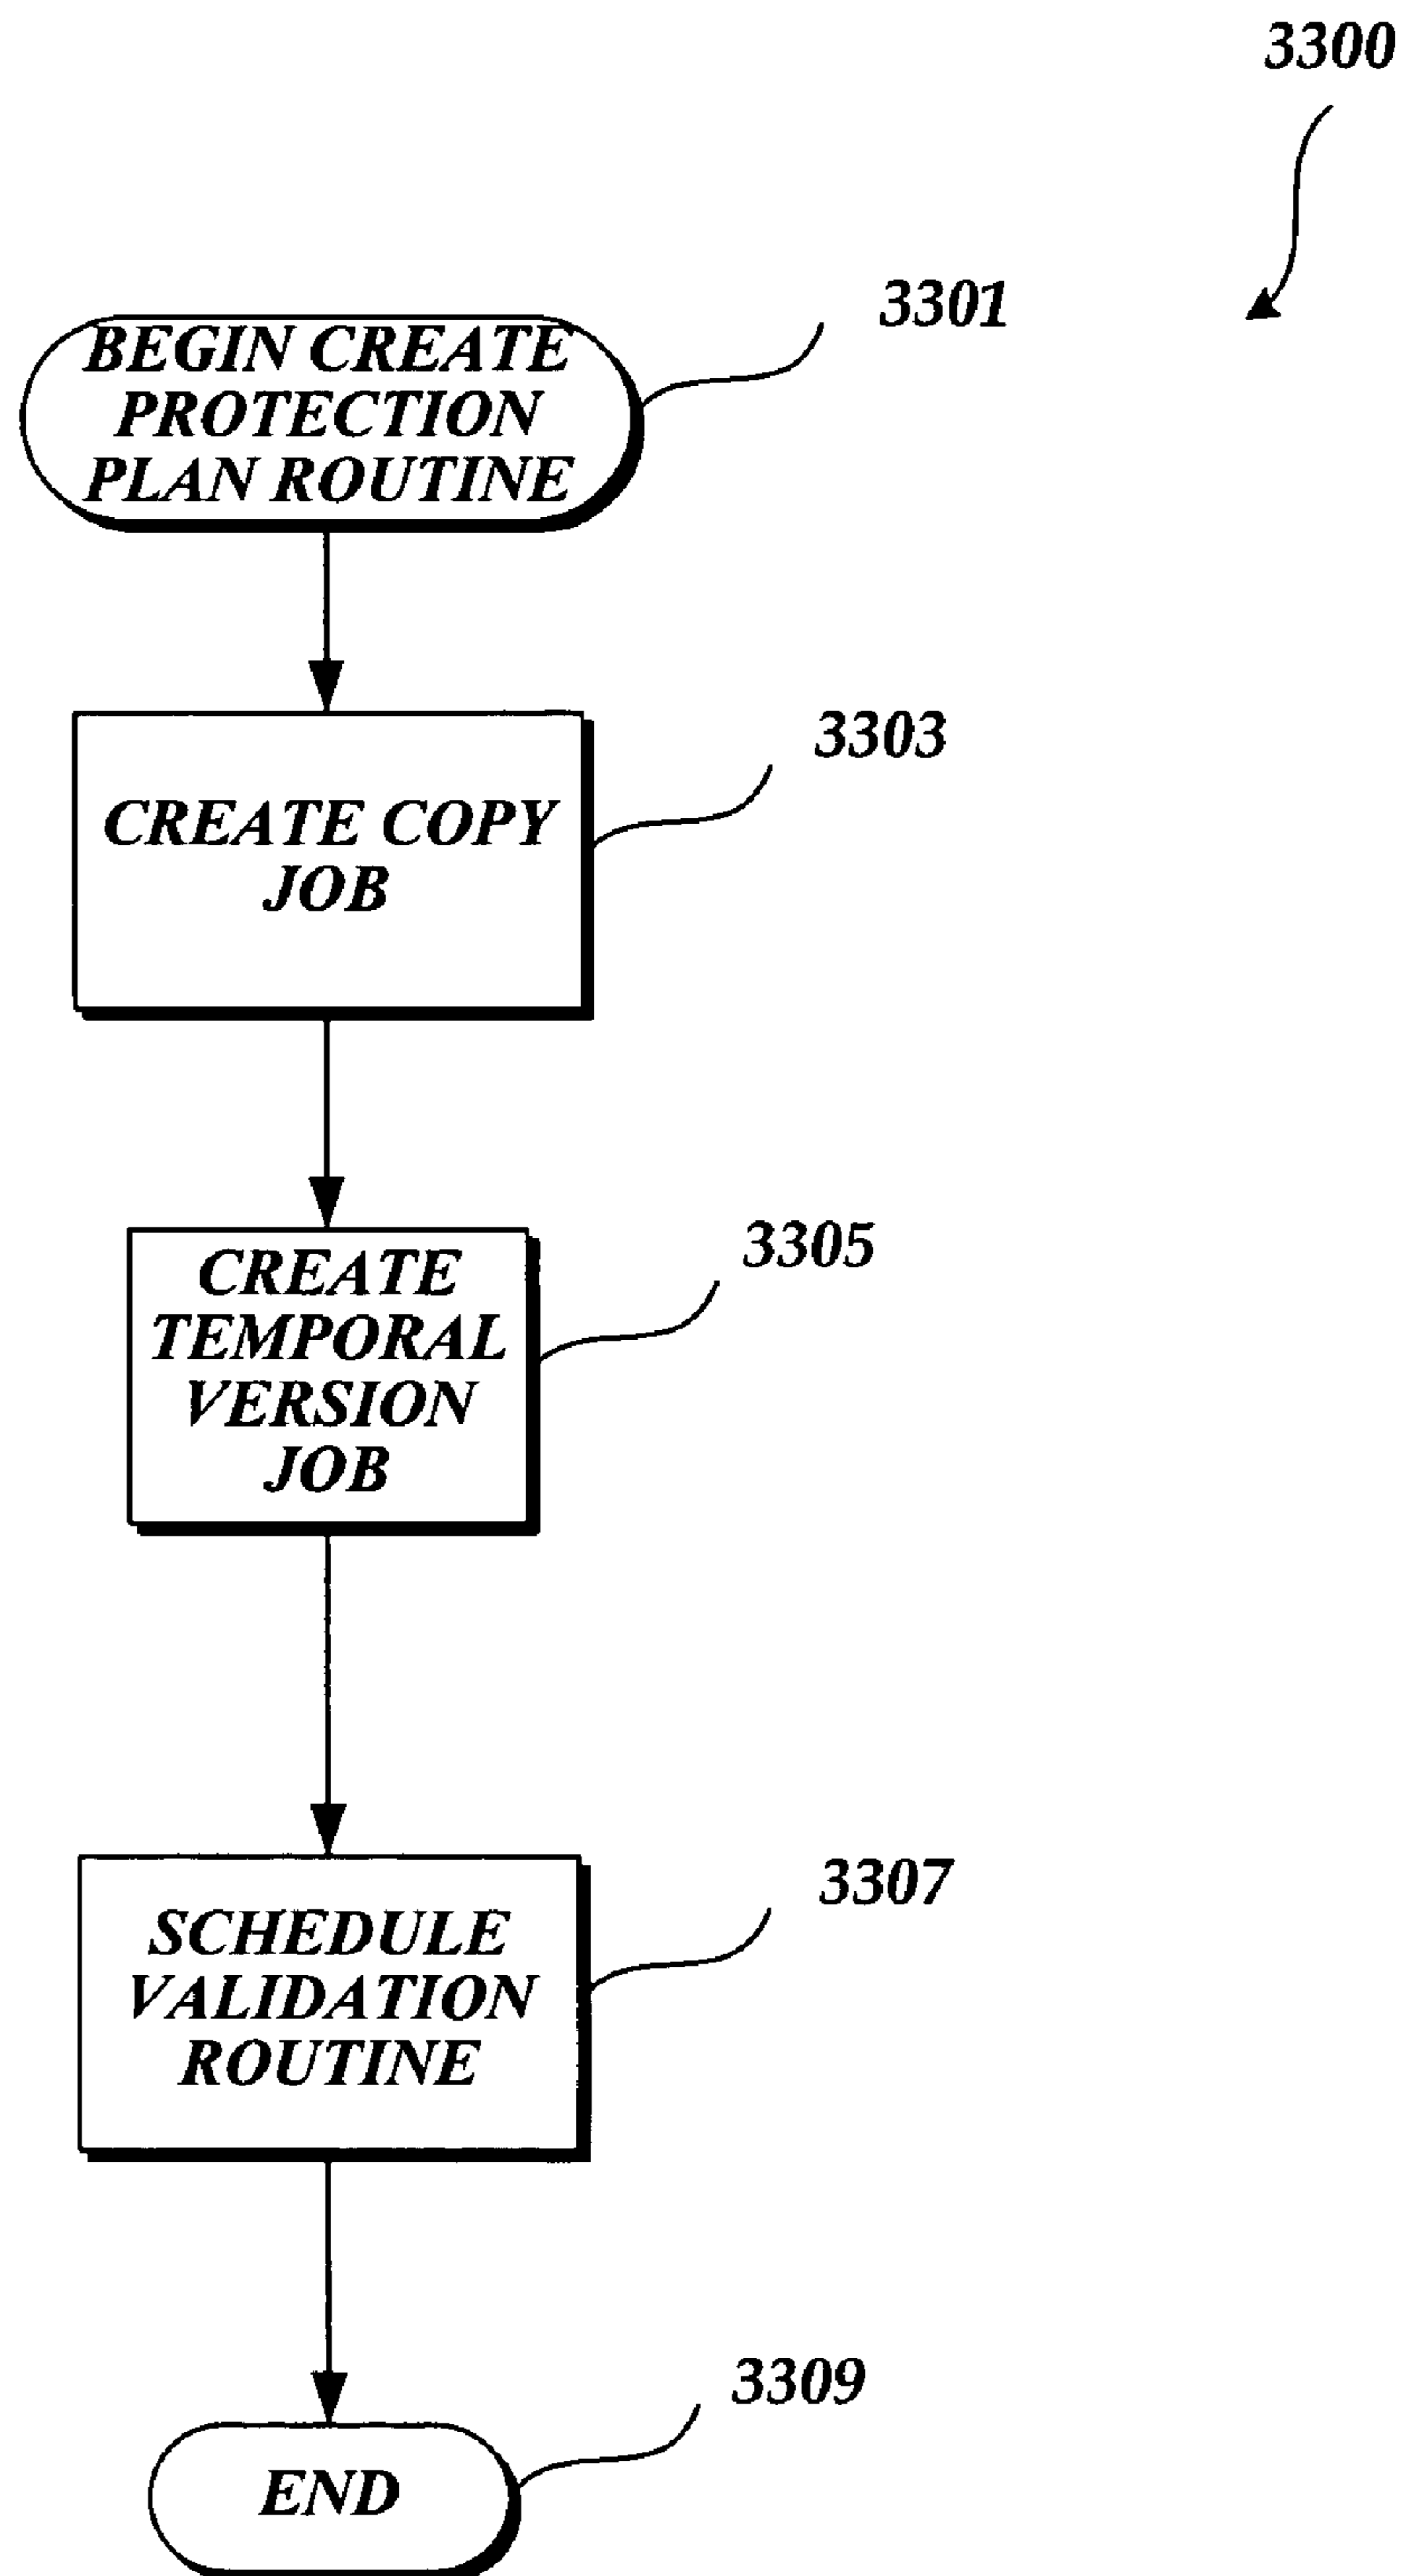 3300
3301
BEGIN CREATE
PROTECTION
PLAN ROUTINE
3303
CREATE COPY
JOB
3305
CREATE
TEMPORAL
VERSION
JOB
3307
SCHEDULE
VALIDATION
ROUTINE
3309
END